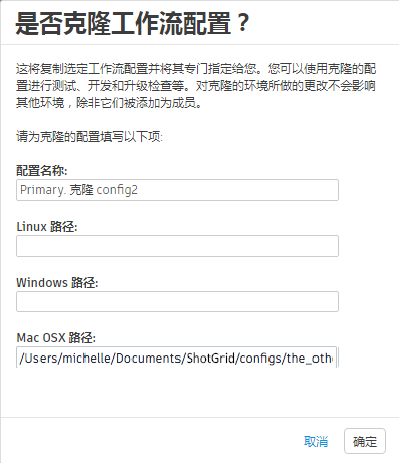 是否克隆工作流配置？
这将复制选定工作流配置并将其专门指定给您。您可以使用克隆的配
置进行测试、开发和升级检查等。对克隆的环境所做的更改不会影响
其他环境，除非它们被添加为成员。
请为克隆的配置填写以下项:
配置名称:
Primary. 克隆 config2
Linux 路径:
Windows 路径:
Mac OSX 路径:
/Users/michelle/Documents/ShotGrid/configs/the_oth
取消
确定